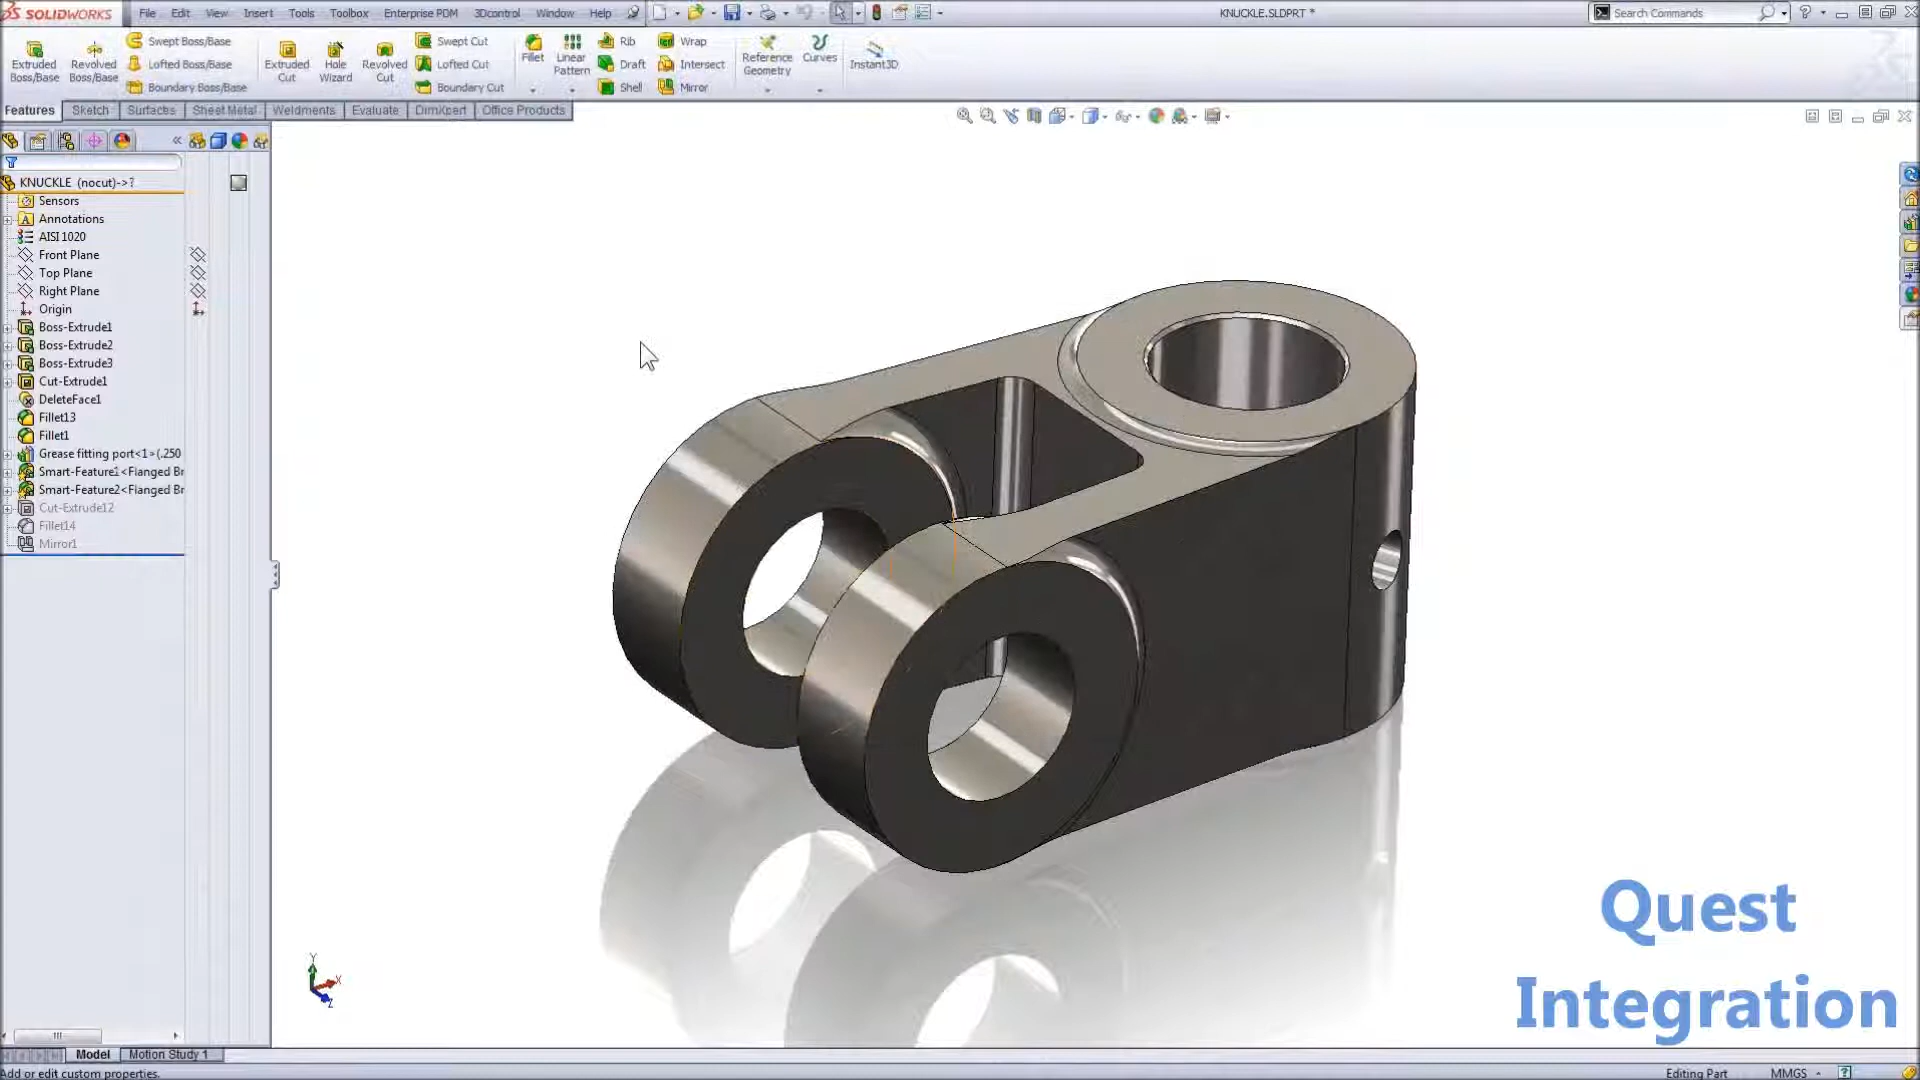 SOLIDWORKS File Edit View Insert Tools Toolbox Enterprise PDM 3Dcontrol Window Help KNUCKLE.SLDPRT * Search Commands
Extruded Boss/Base
Revolved Boss/Base
Swept Boss/Base
Lofted Boss/Base
Boundary Boss/Base
Extruded Cut
Hole Wizard
Revolved Cut
Swept Cut
Lofted Cut
Boundary Cut
Fillet
Linear Pattern
Rib
Draft
Shell
Wrap
Intersect
Mirror
Reference Geometry
Curves
Instant3D
Features Sketch Surfaces Sheet Metal Weldments Evaluate DimXpert Office Products
KNUCKLE (nocut)->?
Sensors
Annotations
AISI 1020
Front Plane
Top Plane
Right Plane
Origin
Boss-Extrude1
Boss-Extrude2
Boss-Extrude3
Cut-Extrude1
DeleteFace1
Fillet13
Fillet1
Grease fitting port<1>(.250
Smart-Feature1<Flanged Br
Smart-Feature2<Flanged Br
Cut-Extrude12
Fillet14
Mirror1
Y
X
Z
Quest
Integration
Model Motion Study 1
Add or edit custom properties. Editing Part MMGS